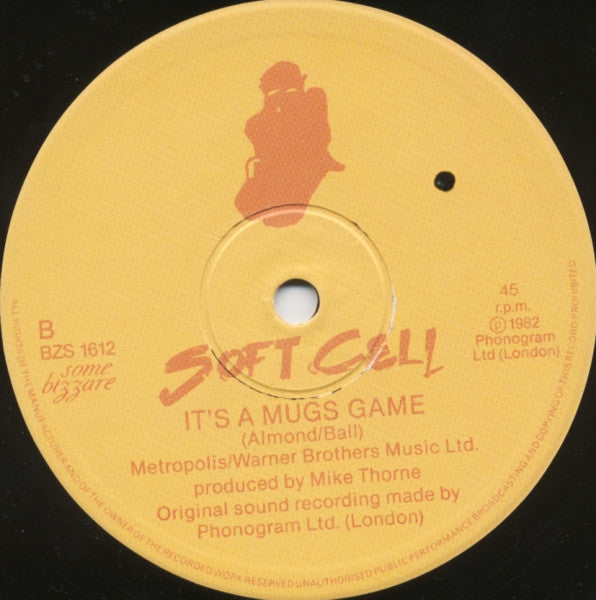 B
BZS 1612
some
bizzare
45
r.p.m.
℗ 1982
Phonogram
Ltd (London)
SOFT CELL
IT'S A MUGS GAME
(Almond/Ball)
Metropolis/Warner Brothers Music Ltd.
produced by Mike Thorne
Original sound recording made by
Phonogram Ltd. (London)
ALL RIGHTS OF THE MANUFACTURER AND OF THE OWNER OF THE RECORDED WORK RESERVED UNAUTHORISED PUBLIC PERFORMANCE BROADCASTING AND COPYING OF THIS RECORD PROHIBITED